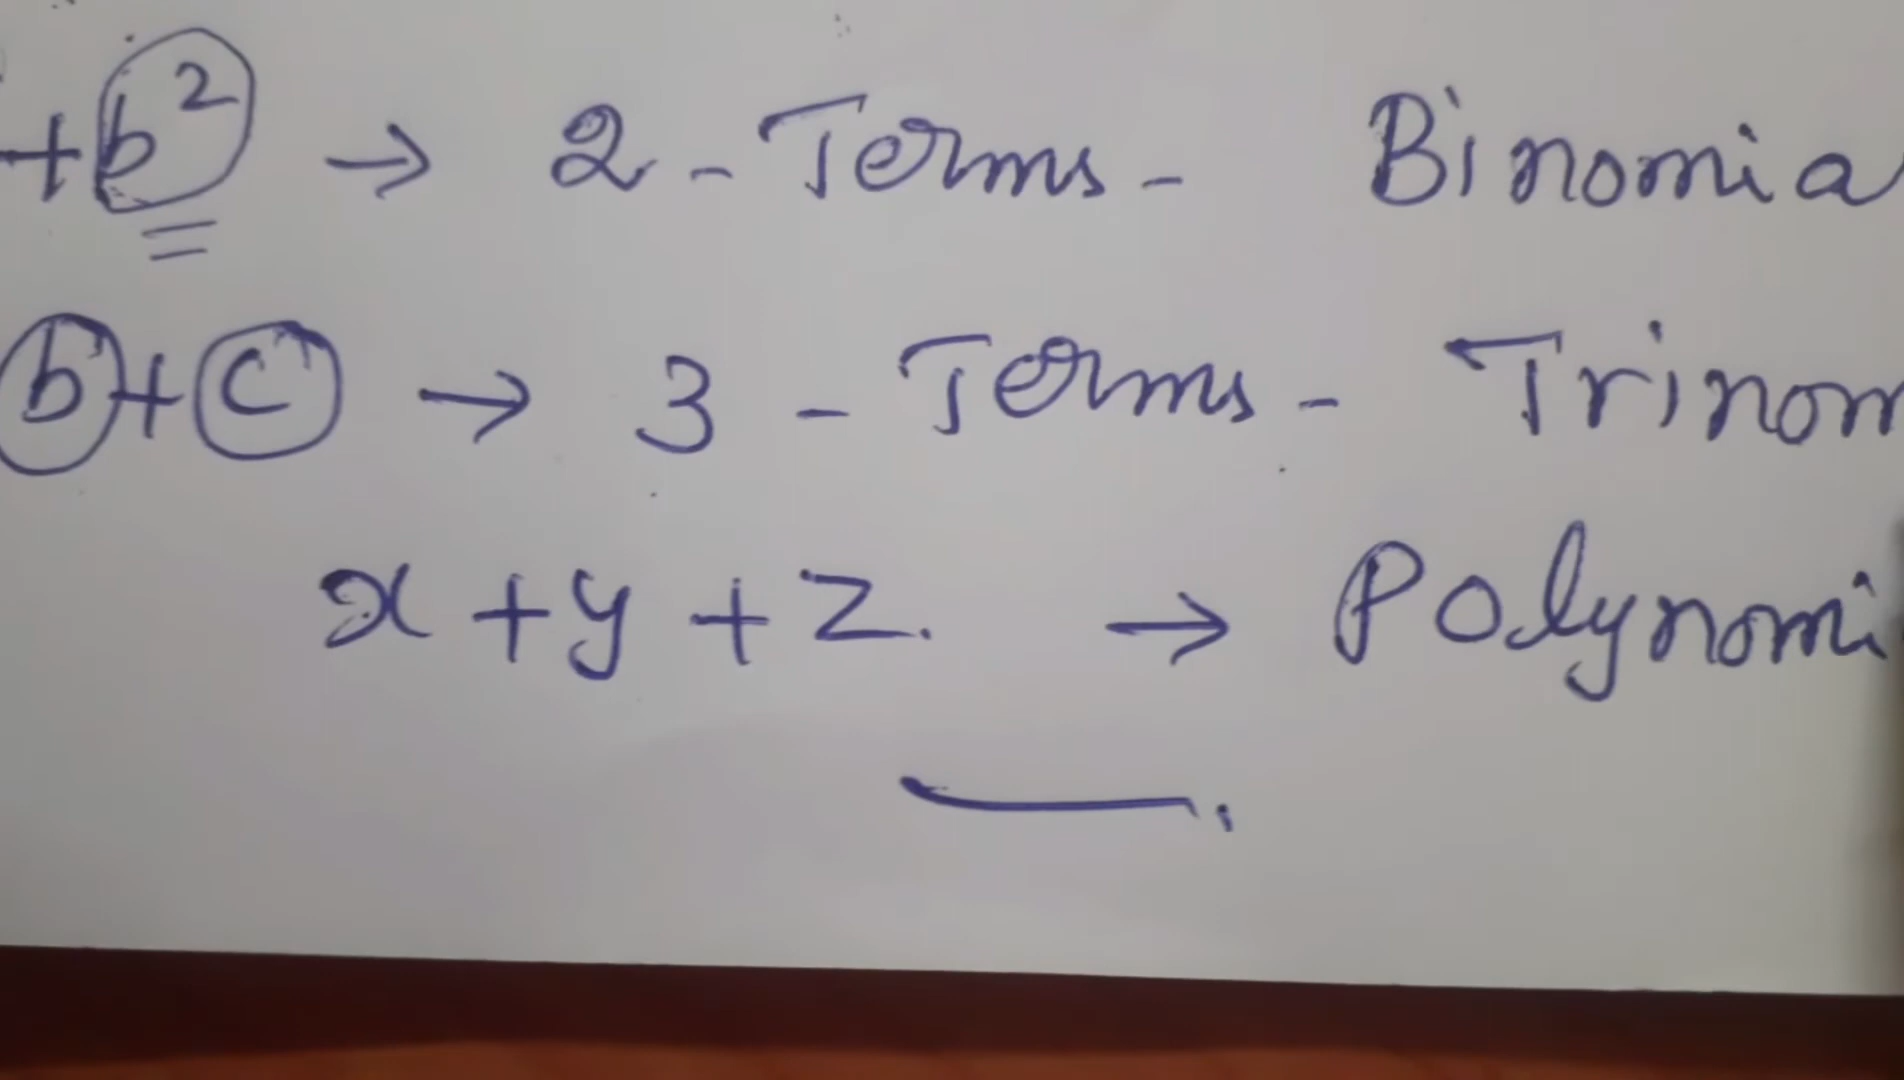 +b² → 2 - Terms - Binomia
b+c → 3 - Terms - Trinom
x+y+z. → Polynomi